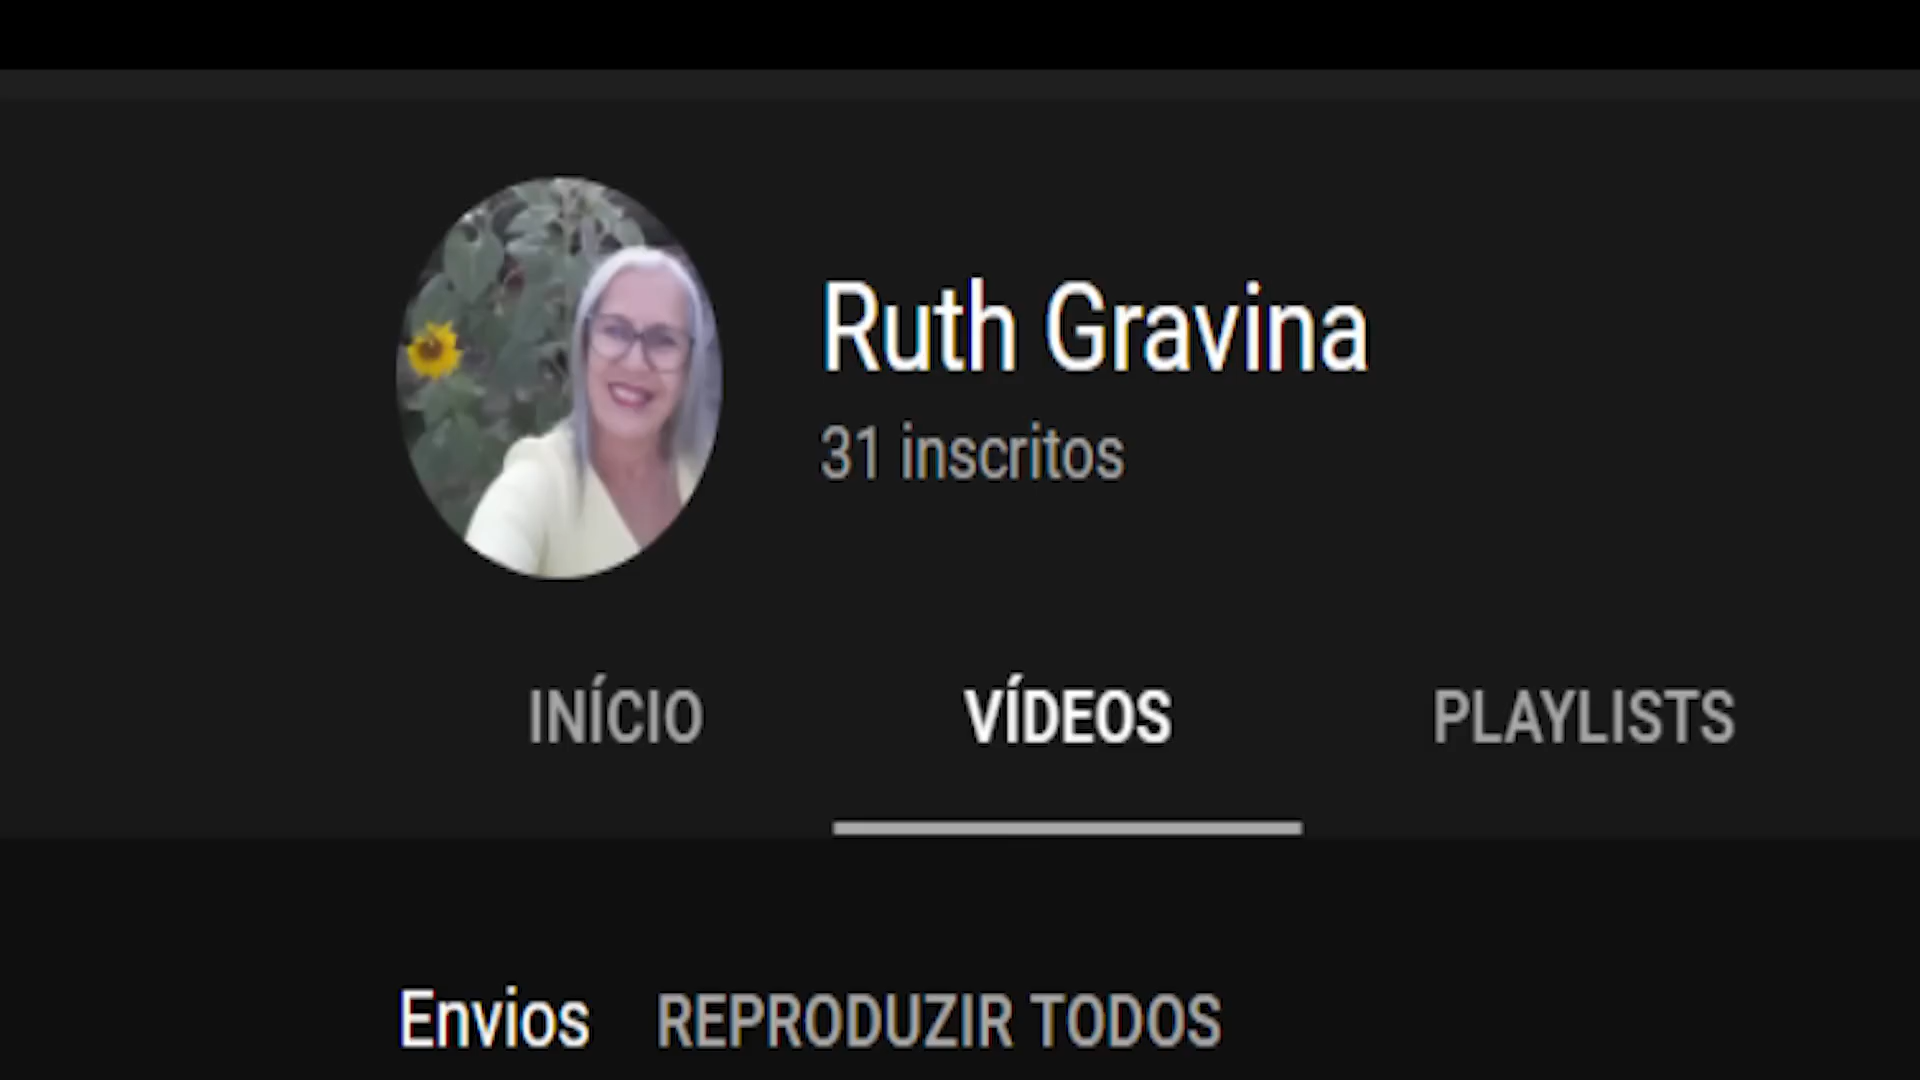 Ruth Gravina
31 inscritos
INÍCIO VÍDEOS PLAYLISTS
Envios REPRODUZIR TODOS